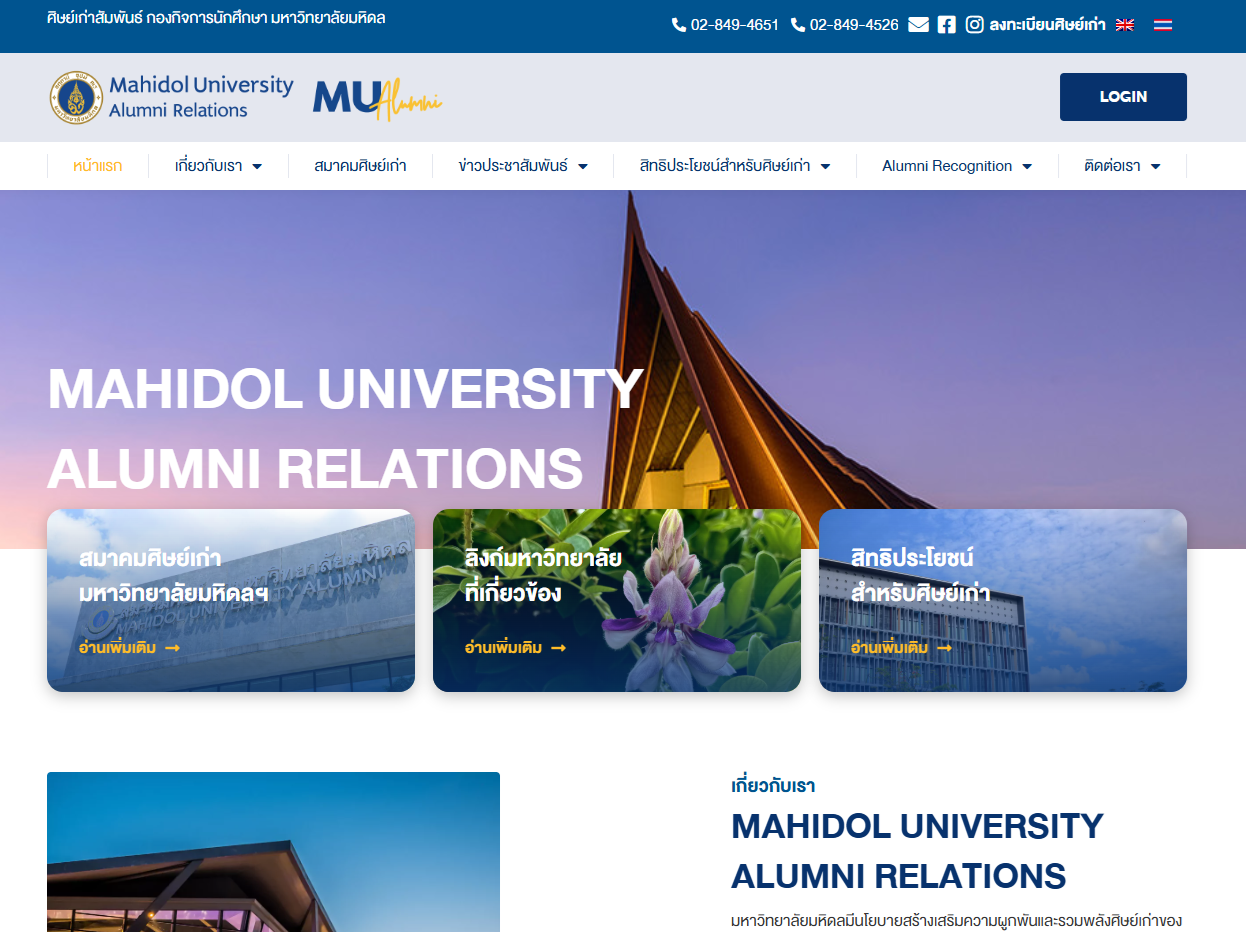 ศิษย์เก่าสัมพันธ์ กองกิจการนักศึกษา มหาวิทยาลัยมหิดล
02-849-4651 02-849-4526 ลงทะเบียนศิษย์เก่า
Mahidol University
Alumni Relations
MU Alumni
LOGIN
หน้าแรก เกี่ยวกับเรา สมาคมศิษย์เก่า ข่าวประชาสัมพันธ์ สิทธิประโยชน์สำหรับศิษย์เก่า Alumni Recognition ติดต่อเรา
MAHIDOL UNIVERSITY
ALUMNI RELATIONS
สมาคมศิษย์เก่า
มหาวิทยาลัยมหิดลฯ
อ่านเพิ่มเติม →
ลิงก์มหาวิทยาลัย
ที่เกี่ยวข้อง
อ่านเพิ่มเติม →
สิทธิประโยชน์
สำหรับศิษย์เก่า
อ่านเพิ่มเติม →
เกี่ยวกับเรา
MAHIDOL UNIVERSITY
ALUMNI RELATIONS
มหาวิทยาลัยมหิดลมีนโยบายสร้างเสริมความผูกพันและรวมพลังศิษย์เก่าของ